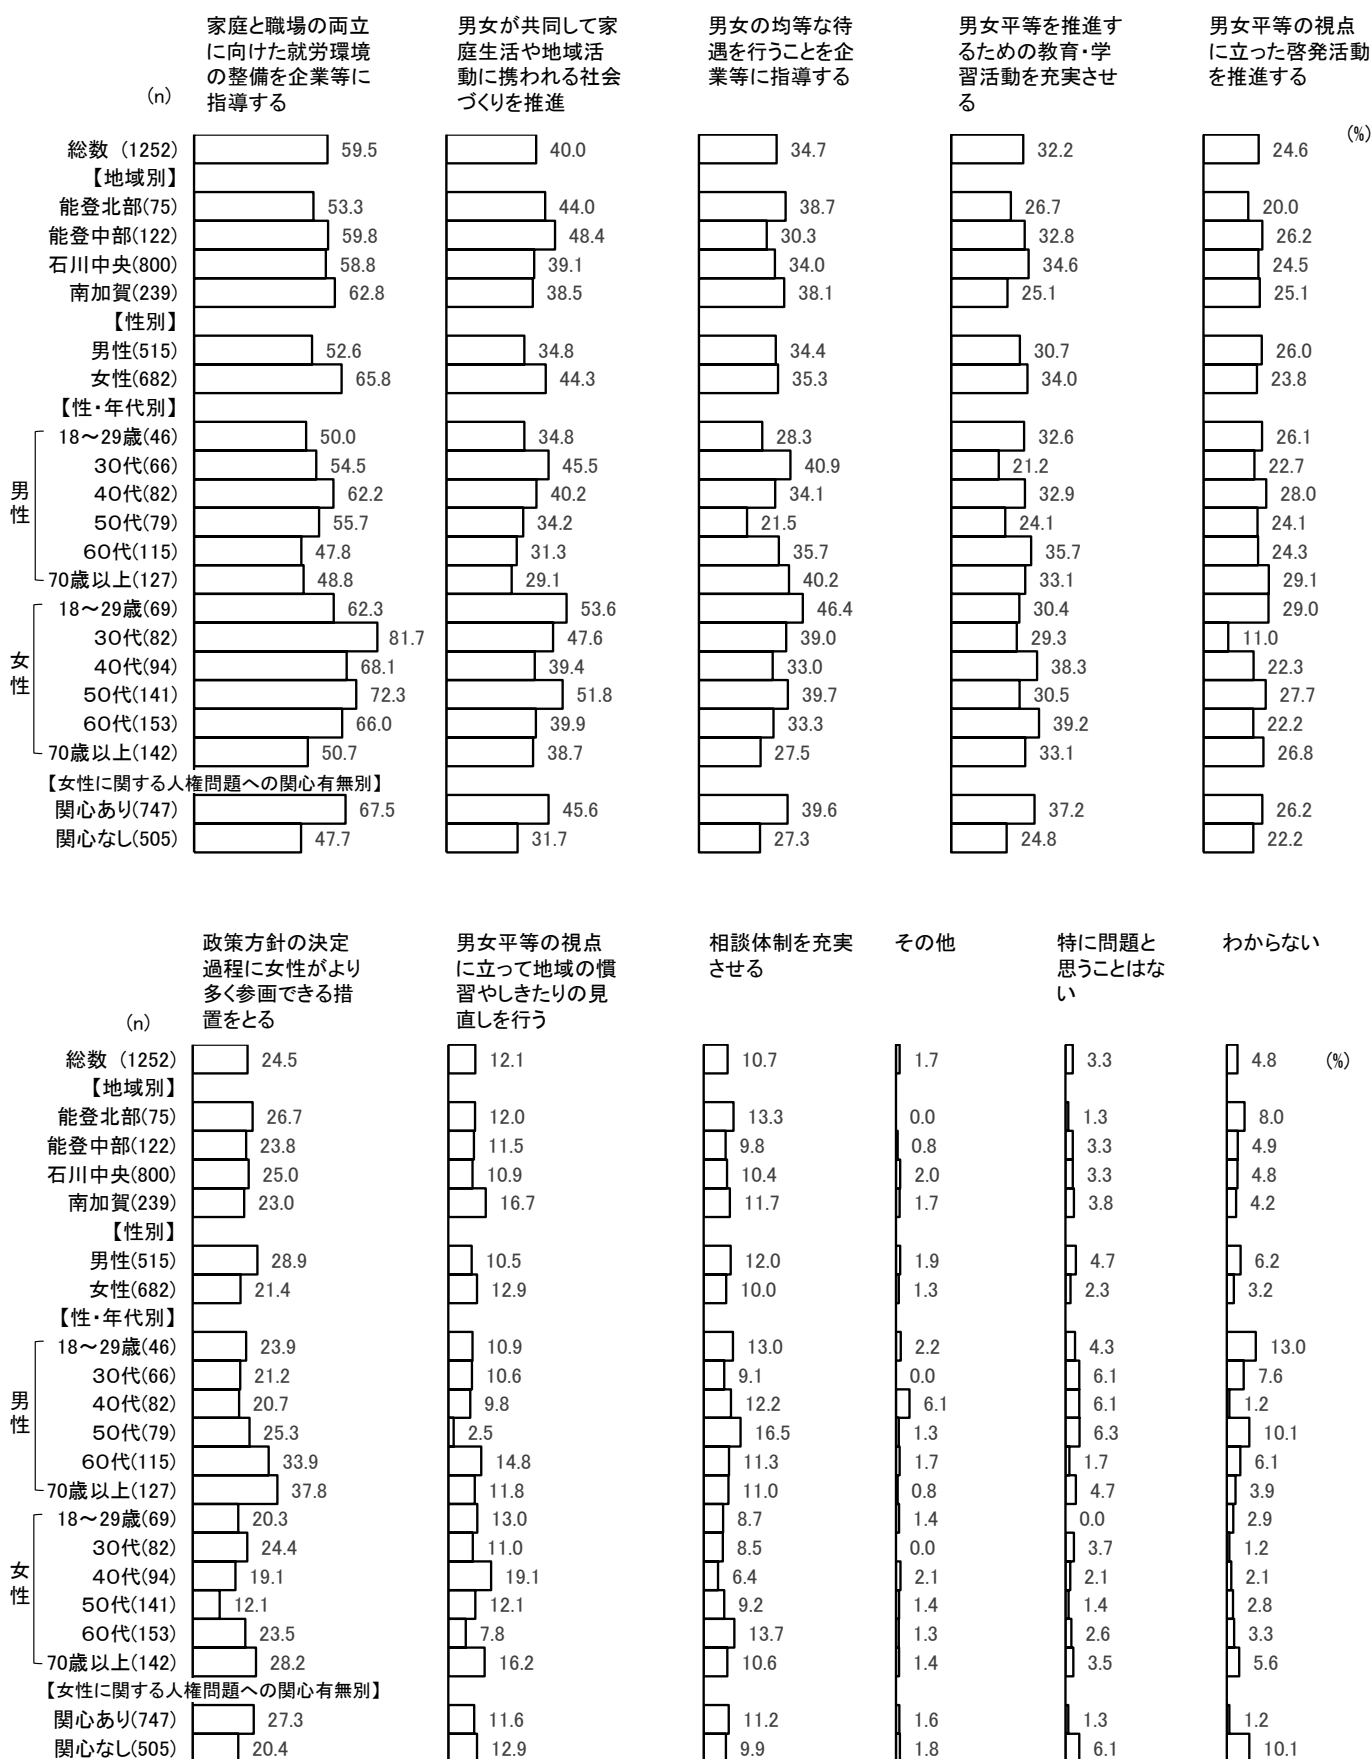 家庭と職場の両立
に向けた就労環境
の整備を企業等に
指導する
男女が共同して家
庭生活や地域活
動に携われる社会
づくりを推進
男女の均等な待
遇を行うことを企
業等に指導する
男女平等を推進す
るための教育・学
習活動を充実させ
る
男女平等の視点
に立った啓発活動
を推進する
(n)
(%)
総数 (1252) 59.5 40.0 34.7 32.2 24.6
【地域別】
能登北部(75) 53.3 44.0 38.7 26.7 20.0
能登中部(122) 59.8 48.4 30.3 32.8 26.2
石川中央(800) 58.8 39.1 34.0 34.6 24.5
南加賀(239) 62.8 38.5 38.1 25.1 25.1
【性別】
男性(515) 52.6 34.8 34.4 30.7 26.0
女性(682) 65.8 44.3 35.3 34.0 23.8
【性・年代別】
男性
18～29歳(46) 50.0 34.8 28.3 32.6 26.1
30代(66) 54.5 45.5 40.9 21.2 22.7
40代(82) 62.2 40.2 34.1 32.9 28.0
50代(79) 55.7 34.2 21.5 24.1 24.1
60代(115) 47.8 31.3 35.7 35.7 24.3
70歳以上(127) 48.8 29.1 40.2 33.1 29.1
女性
18～29歳(69) 62.3 53.6 46.4 30.4 29.0
30代(82) 81.7 47.6 39.0 29.3 11.0
40代(94) 68.1 39.4 33.0 38.3 22.3
50代(141) 72.3 51.8 39.7 30.5 27.7
60代(153) 66.0 39.9 33.3 39.2 22.2
70歳以上(142) 50.7 38.7 27.5 33.1 26.8
【女性に関する人権問題への関心有無別】
関心あり(747) 67.5 45.6 39.6 37.2 26.2
関心なし(505) 47.7 31.7 27.3 24.8 22.2
政策方針の決定
過程に女性がより
多く参画できる措
置をとる
男女平等の視点
に立って地域の慣
習やしきたりの見
直しを行う
相談体制を充実
させる
その他
特に問題と
思うことはな
い
わからない
(n)
総数 (1252) 24.5 12.1 10.7 1.7 3.3 4.8 (%)
【地域別】
能登北部(75) 26.7 12.0 13.3 0.0 1.3 8.0
能登中部(122) 23.8 11.5 9.8 0.8 3.3 4.9
石川中央(800) 25.0 10.9 10.4 2.0 3.3 4.8
南加賀(239) 23.0 16.7 11.7 1.7 3.8 4.2
【性別】
男性(515) 28.9 10.5 12.0 1.9 4.7 6.2
女性(682) 21.4 12.9 10.0 1.3 2.3 3.2
【性・年代別】
男性
18～29歳(46) 23.9 10.9 13.0 2.2 4.3 13.0
30代(66) 21.2 10.6 9.1 0.0 6.1 7.6
40代(82) 20.7 9.8 12.2 6.1 6.1 1.2
50代(79) 25.3 2.5 16.5 1.3 6.3 10.1
60代(115) 33.9 14.8 11.3 1.7 1.7 6.1
70歳以上(127) 37.8 11.8 11.0 0.8 4.7 3.9
女性
18～29歳(69) 20.3 13.0 8.7 1.4 0.0 2.9
30代(82) 24.4 11.0 8.5 0.0 3.7 1.2
40代(94) 19.1 19.1 6.4 2.1 2.1 2.1
50代(141) 12.1 12.1 9.2 1.4 1.4 2.8
60代(153) 23.5 7.8 13.7 1.3 2.6 3.3
70歳以上(142) 28.2 16.2 10.6 1.4 3.5 5.6
【女性に関する人権問題への関心有無別】
関心あり(747) 27.3 11.6 11.2 1.6 1.3 1.2
関心なし(505) 20.4 12.9 9.9 1.8 6.1 10.1